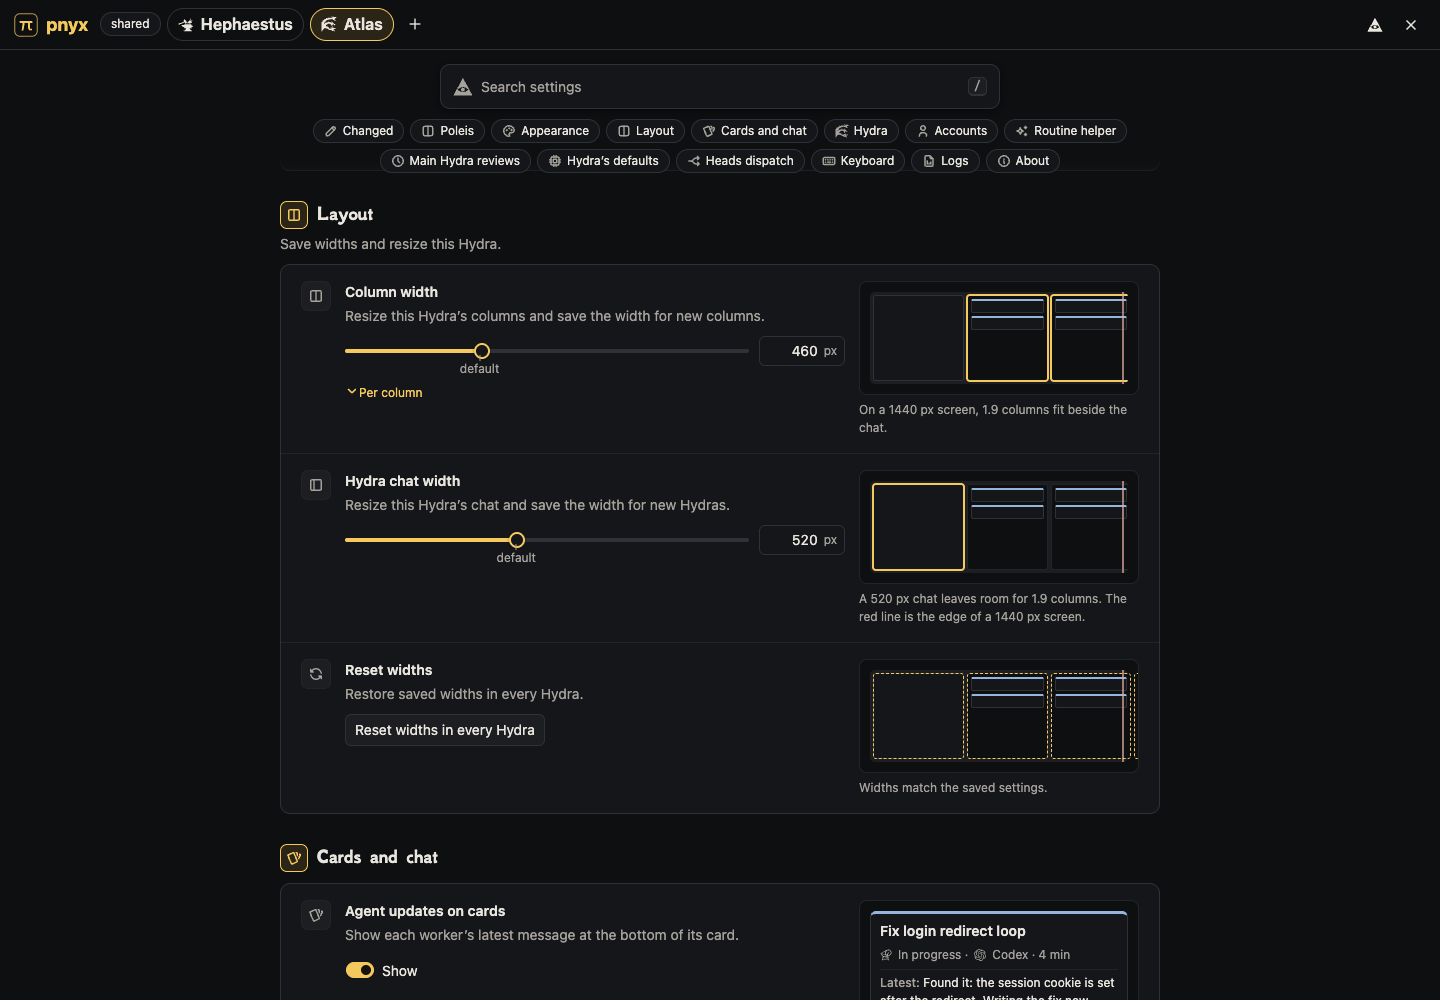 π pnyx shared Hephaestus Atlas +
Search settings /
Changed Poleis Appearance Layout Cards and chat Hydra Accounts Routine helper
Main Hydra reviews Hydra’s defaults Heads dispatch Keyboard Logs About
Layout
Save widths and resize this Hydra.
Column width
Resize this Hydra’s columns and save the width for new columns.
460 px
default
Per column
On a 1440 px screen, 1.9 columns fit beside the
chat.
Hydra chat width
Resize this Hydra’s chat and save the width for new Hydras.
520 px
default
A 520 px chat leaves room for 1.9 columns. The
red line is the edge of a 1440 px screen.
Reset widths
Restore saved widths in every Hydra.
Reset widths in every Hydra
Widths match the saved settings.
Cards and chat
Agent updates on cards
Show each worker’s latest message at the bottom of its card.
Show
Fix login redirect loop
In progress · Codex · 4 min
Latest: Found it: the session cookie is set
after the redirect. Writing the fix now.